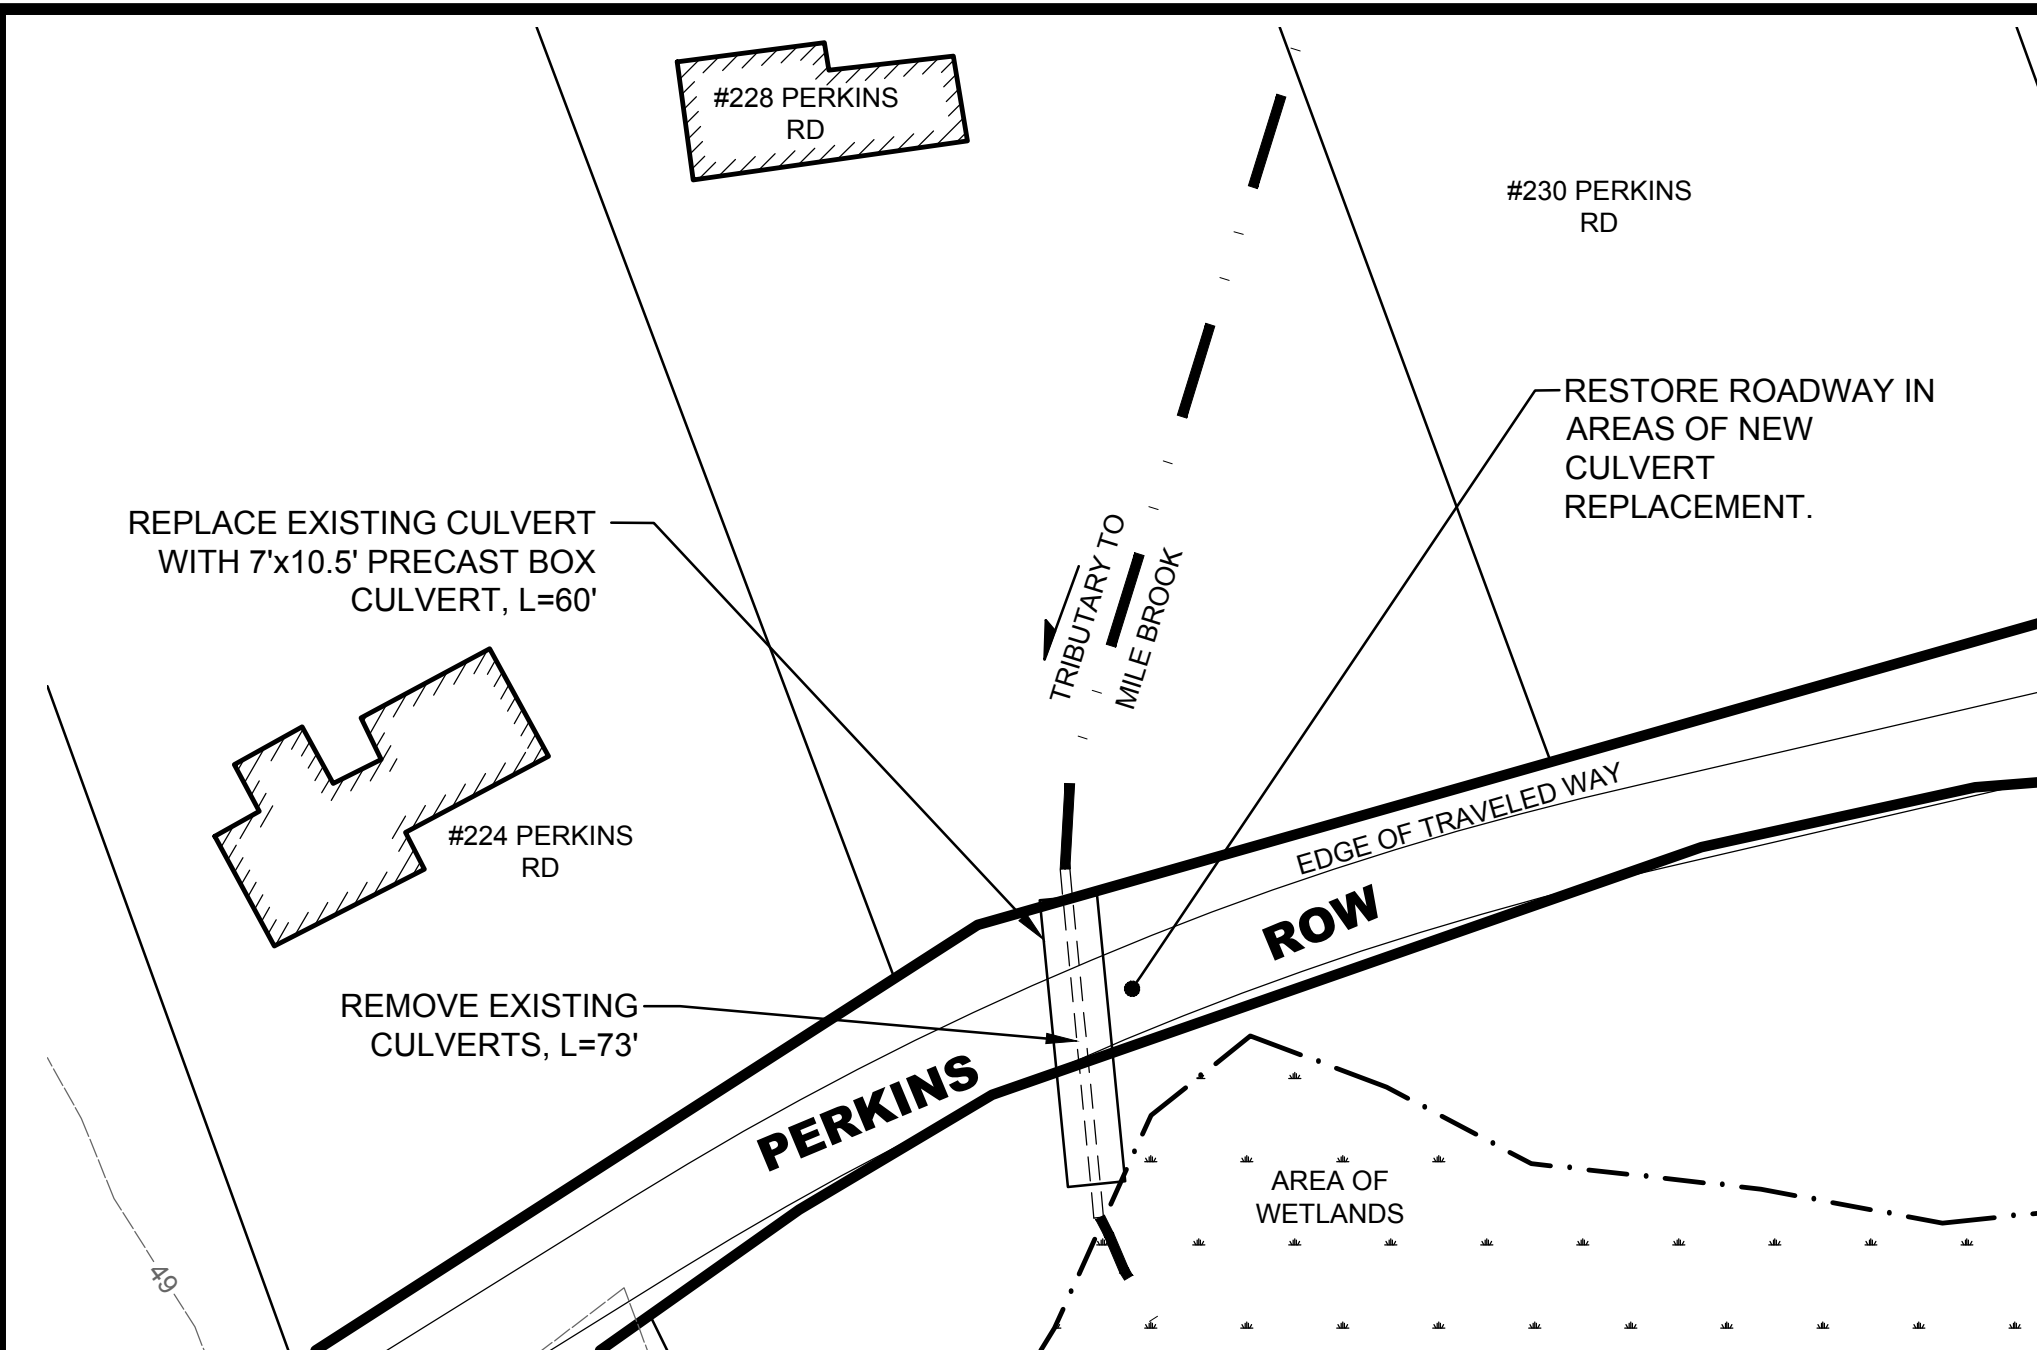 #228 PERKINS
RD
#230 PERKINS
RD
RESTORE ROADWAY IN
AREAS OF NEW
CULVERT
REPLACEMENT.
REPLACE EXISTING CULVERT
WITH 7'x10.5' PRECAST BOX
CULVERT, L=60'
TRIBUTARY TO
MILE BROOK
#224 PERKINS
RD
EDGE OF TRAVELED WAY
PERKINS ROW
REMOVE EXISTING
CULVERTS, L=73'
AREA OF
WETLANDS
49